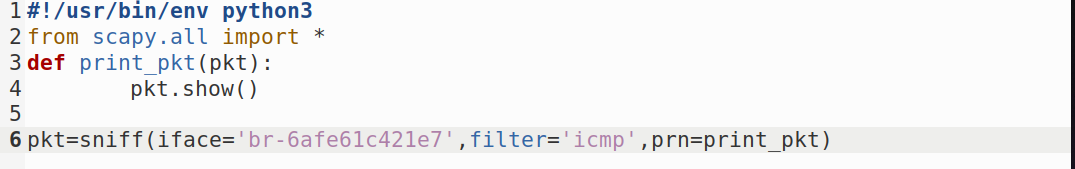 1 #!/usr/bin/env python3
2 from scapy.all import *
3 def print_pkt(pkt):
4         pkt.show()
5
6 pkt=sniff(iface='br-6afe61c421e7',filter='icmp',prn=print_pkt)